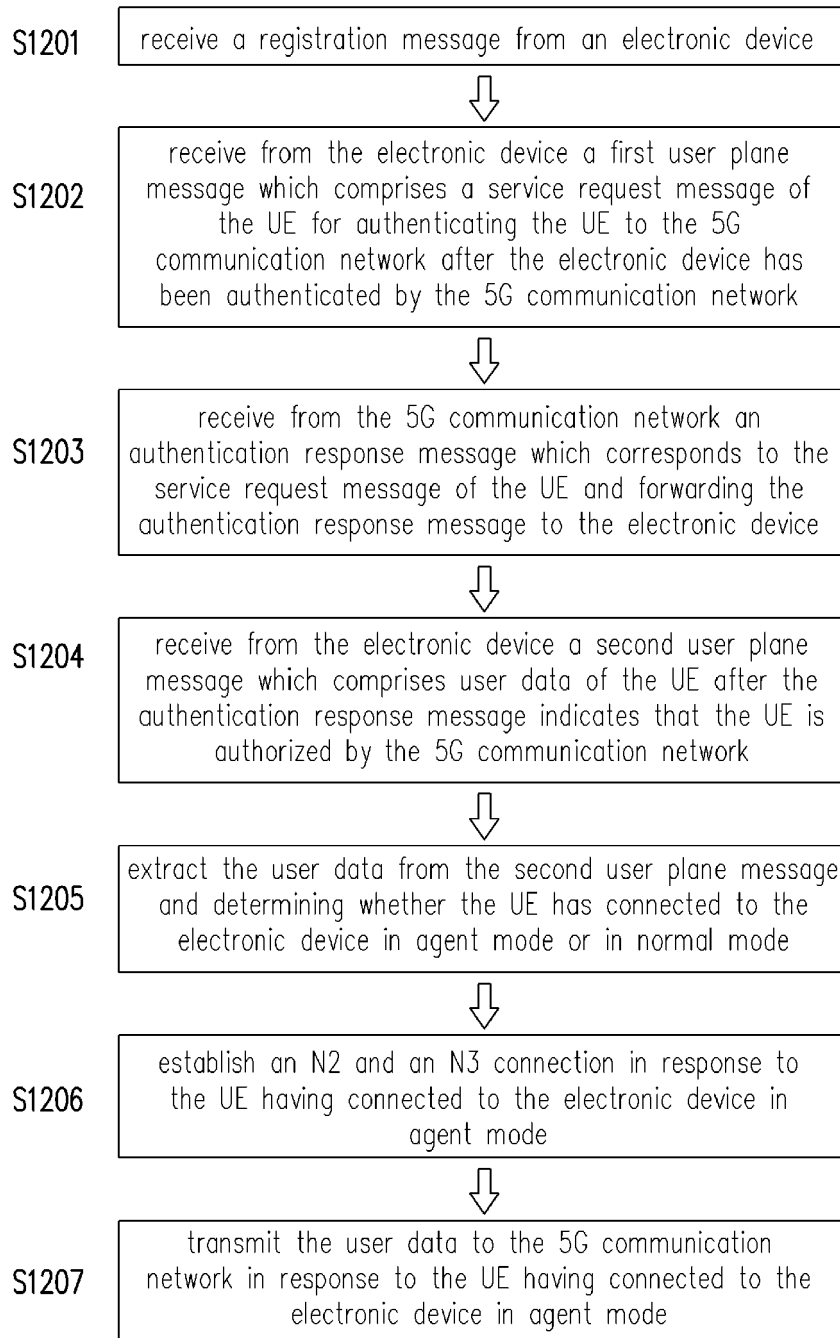 S1201
receive a registration message from an electronic device
S1202
receive from the electronic device a first user plane
message which comprises a service request message of
the UE for authenticating the UE to the 5G
communication network after the electronic device has
been authenticated by the 5G communication network
S1203
receive from the 5G communication network an
authentication response message which corresponds to the
service request message of the UE and forwarding the
authentication response message to the electronic device
S1204
receive from the electronic device a second user plane
message which comprises user data of the UE after the
authentication response message indicates that the UE is
authorized by the 5G communication network
S1205
extract the user data from the second user plane message
and determining whether the UE has connected to the
electronic device in agent mode or in normal mode
S1206
establish an N2 and an N3 connection in response to
the UE having connected to the electronic device in
agent mode
S1207
transmit the user data to the 5G communication
network in response to the UE having connected to the
electronic device in agent mode